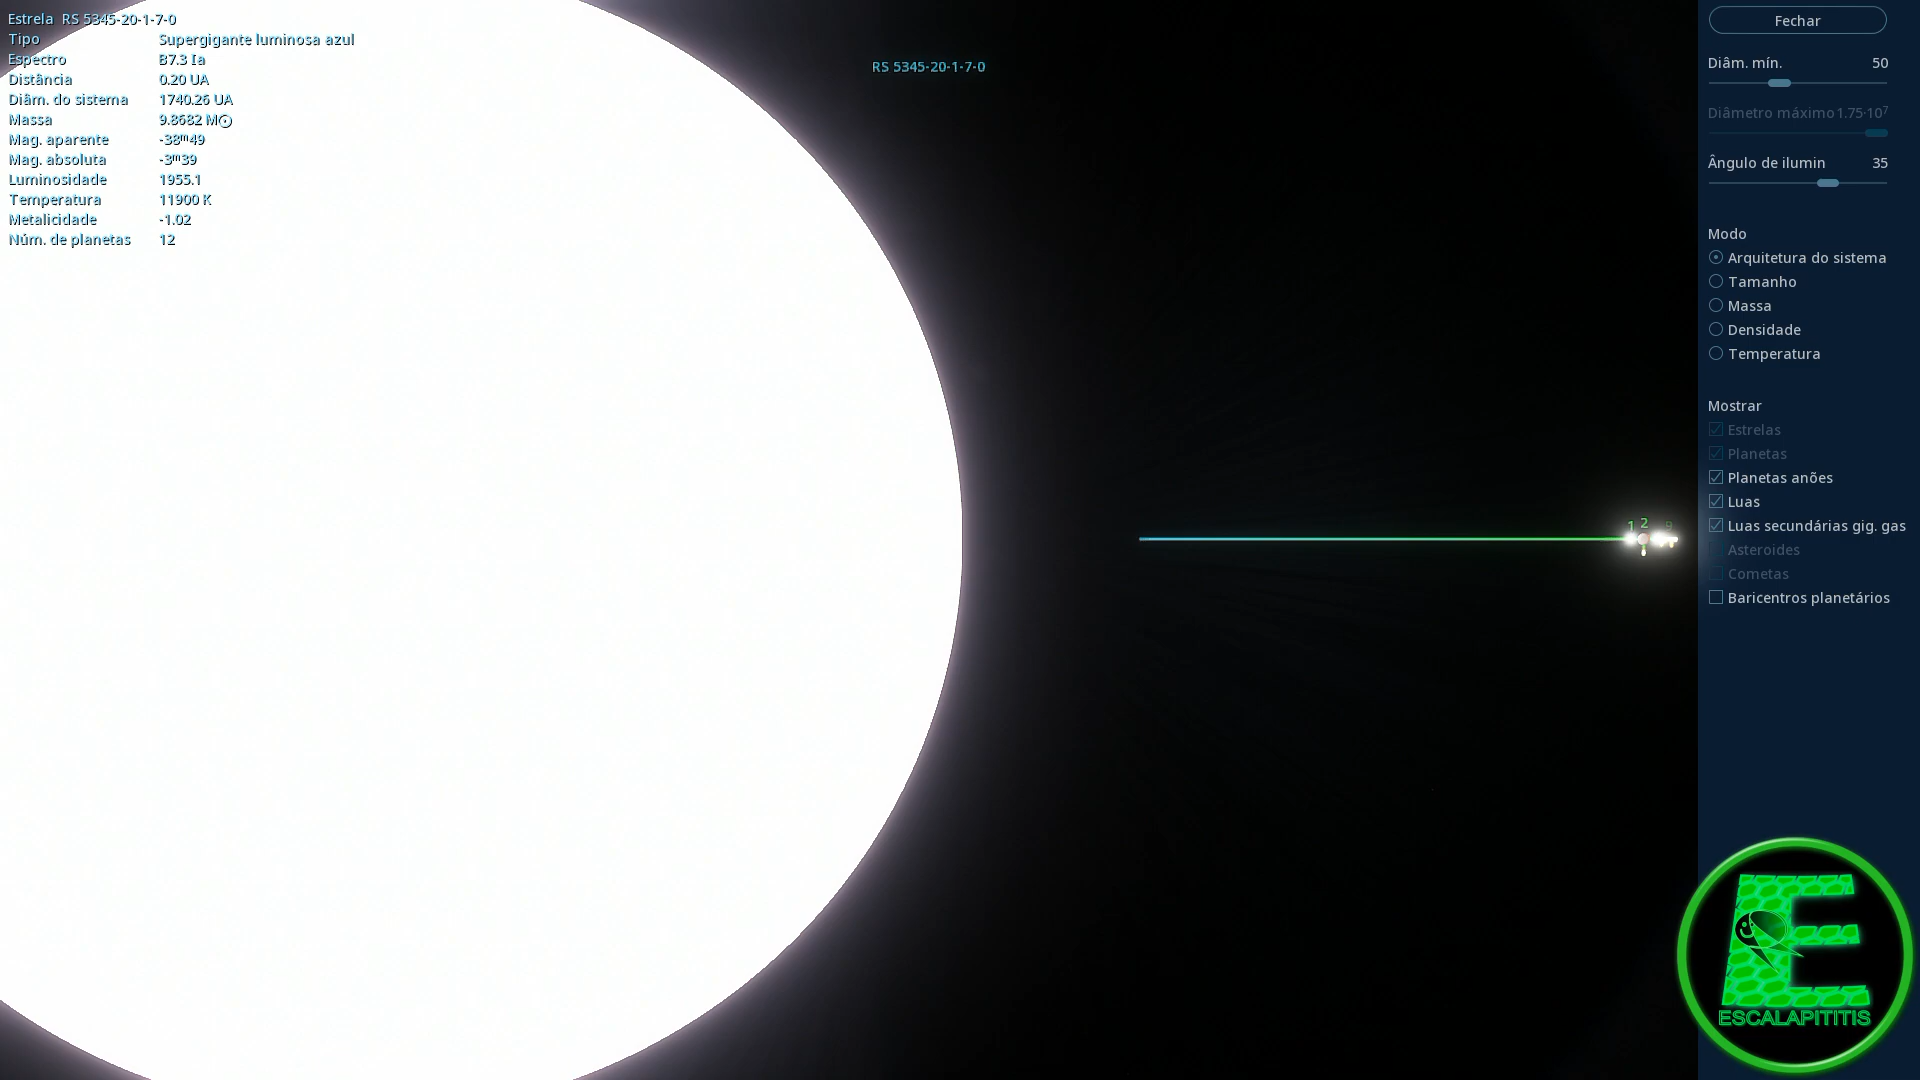 Estrela RS 5345-20-1-7-0
Tipo Supergigante luminosa azul
Espectro B7.3 Ia
Distância 0.20 UA
Diâm. do sistema 1740.26 UA
Massa 9.8682 M☉
Mag. aparente -38ᵐ49
Mag. absoluta -3ᵐ39
Luminosidade 1955.1
Temperatura 11900 K
Metalicidade -1.02
Núm. de planetas 12
RS 5345-20-1-7-0
1 2
Fechar
Diâm. mín. 50
Diâmetro máximo 1.75·10⁷
Ângulo de ilumin 35
Modo
Arquitetura do sistema
Tamanho
Massa
Densidade
Temperatura
Mostrar
Estrelas
Planetas
Planetas anões
Luas
Luas secundárias gig. gas
Asteroides
Cometas
Baricentros planetários
E
ESCALAPITITIS